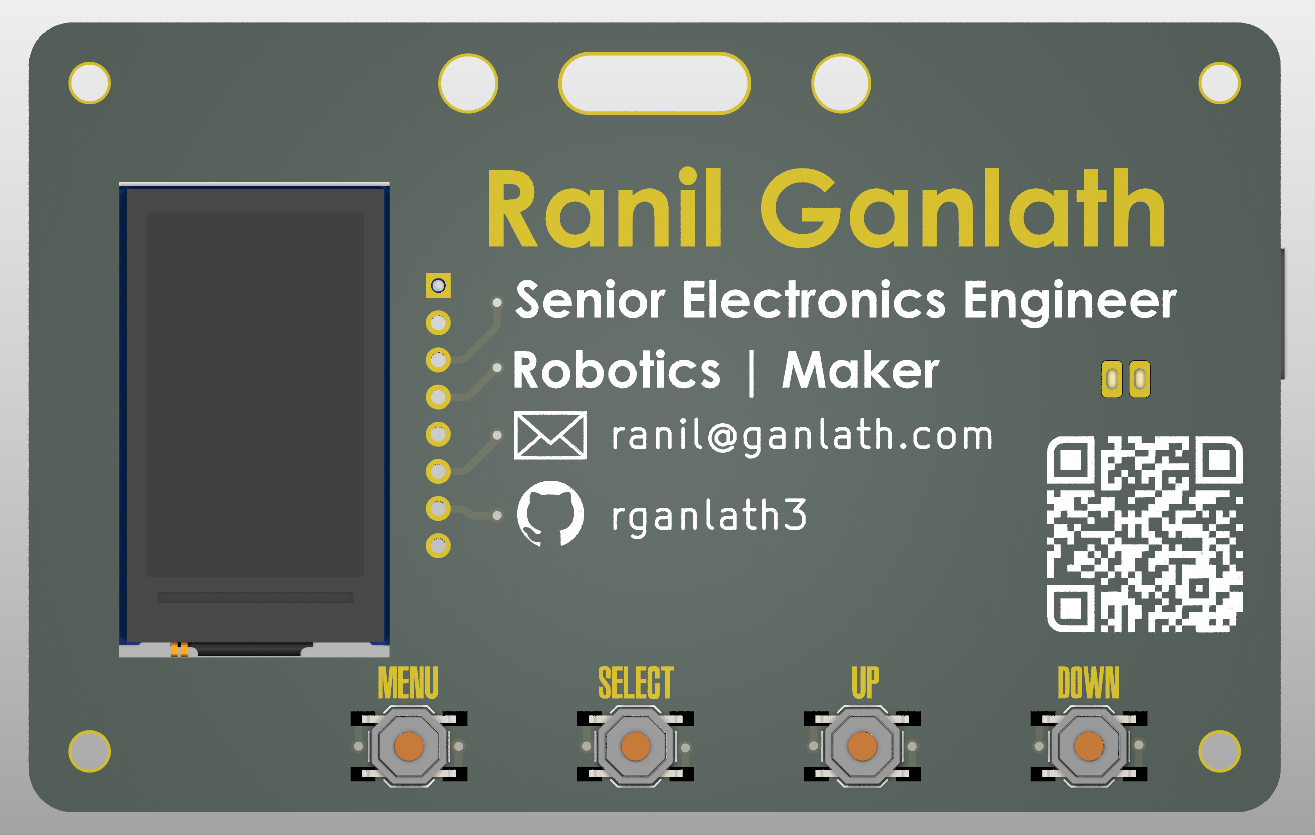 Ranil Ganlath
Senior Electronics Engineer
Robotics | Maker
ranil@ganlath.com
rganlath3
MENU SELECT UP DOWN